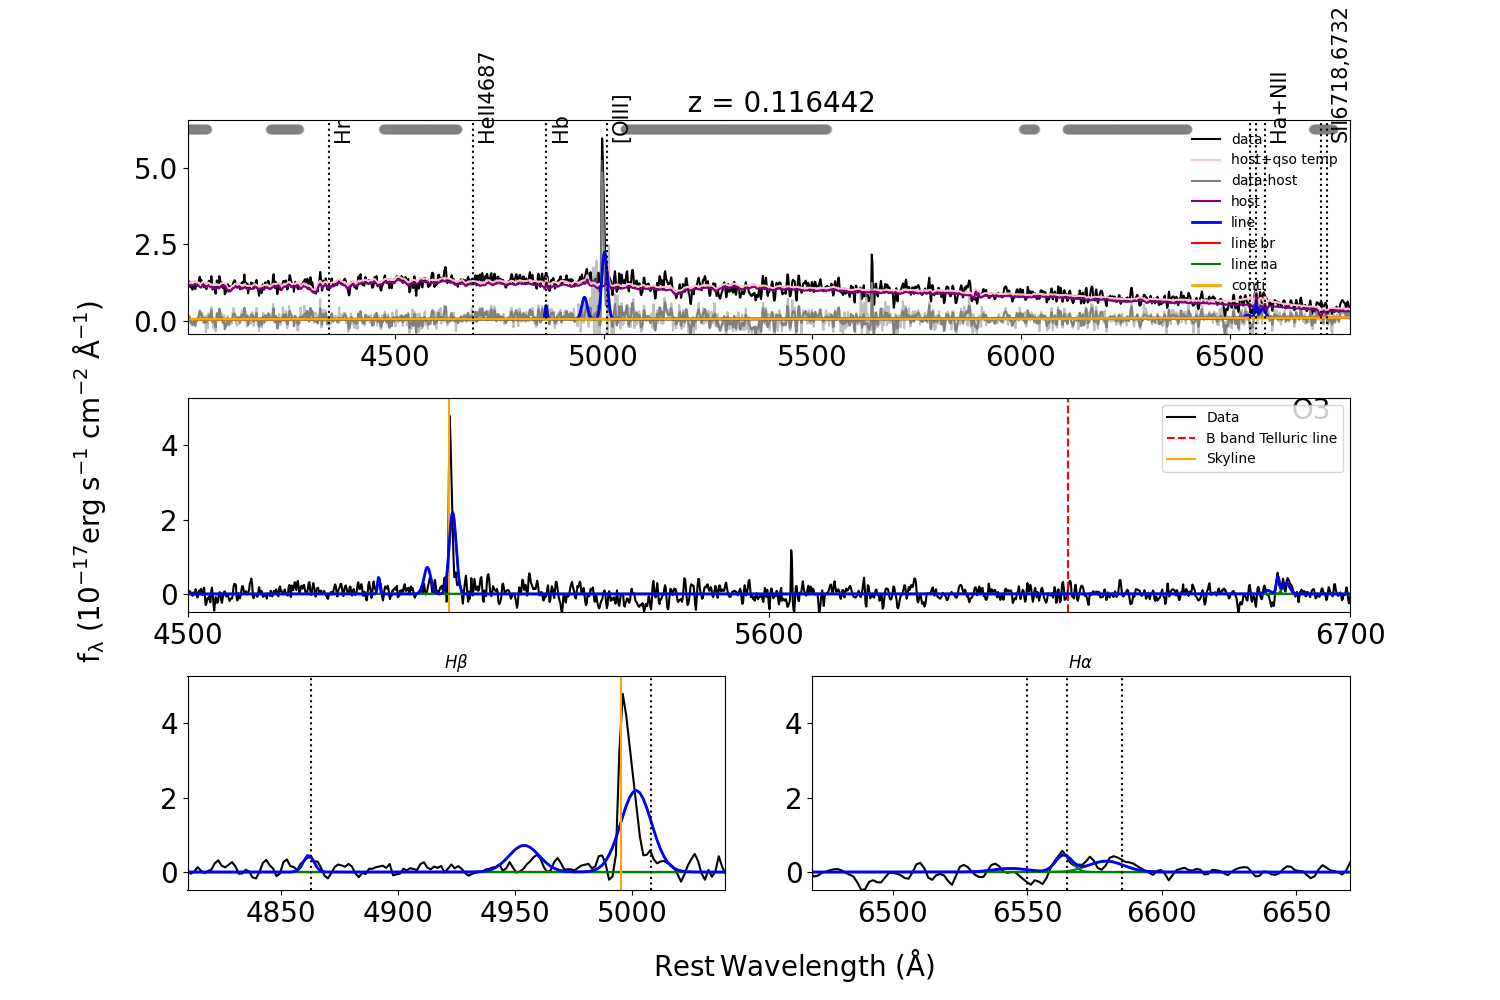 z = 0.116442
Hr
HeII4687
Hb
[OIII]
Ha+NII
SII6718,6732
data
host+qso temp
data-host
host
line
line br
line na
conti
5.0
2.5
0.0
4500 5000 5500 6000 6500
f_λ (10^−17 erg s^−1 cm^−2 Å^−1)
O3
Data
B band Telluric line
Skyline
4
2
0
4500 5600 6700
Hβ
4
2
0
4850 4900 4950 5000
Hα
4
2
0
6500 6550 6600 6650
Rest Wavelength (Å)